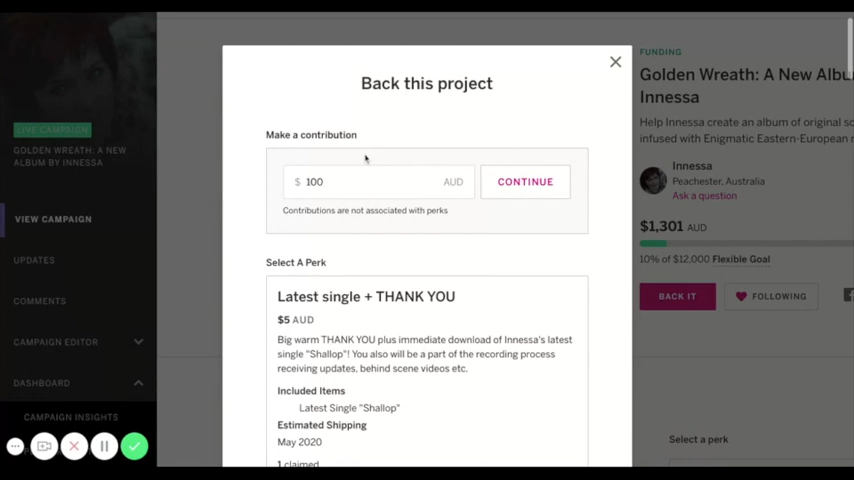 LIVE CAMPAIGN
GOLDEN WREATH: A NEW
ALBUM BY INNESSA
VIEW CAMPAIGN
UPDATES
COMMENTS
CAMPAIGN EDITOR
DASHBOARD
CAMPAIGN INSIGHTS
Back this project
Make a contribution
$ 100 AUD
CONTINUE
Contributions are not associated with perks
Select A Perk
Latest single + THANK YOU
$5 AUD
Big warm THANK YOU plus immediate download of Innessa's latest
single "Shallop"! You also will be a part of the recording process
receiving updates, behind scene videos etc.
Included Items
Latest Single "Shallop"
Estimated Shipping
May 2020
1 claimed
FUNDING
Golden Wreath: A New Albu
Innessa
Help Innessa create an album of original so
infused with Enigmatic Eastern-European r
Innessa
Peachester, Australia
Ask a question
$1,301 AUD
10% of $12,000 Flexible Goal
BACK IT
FOLLOWING
Select a perk